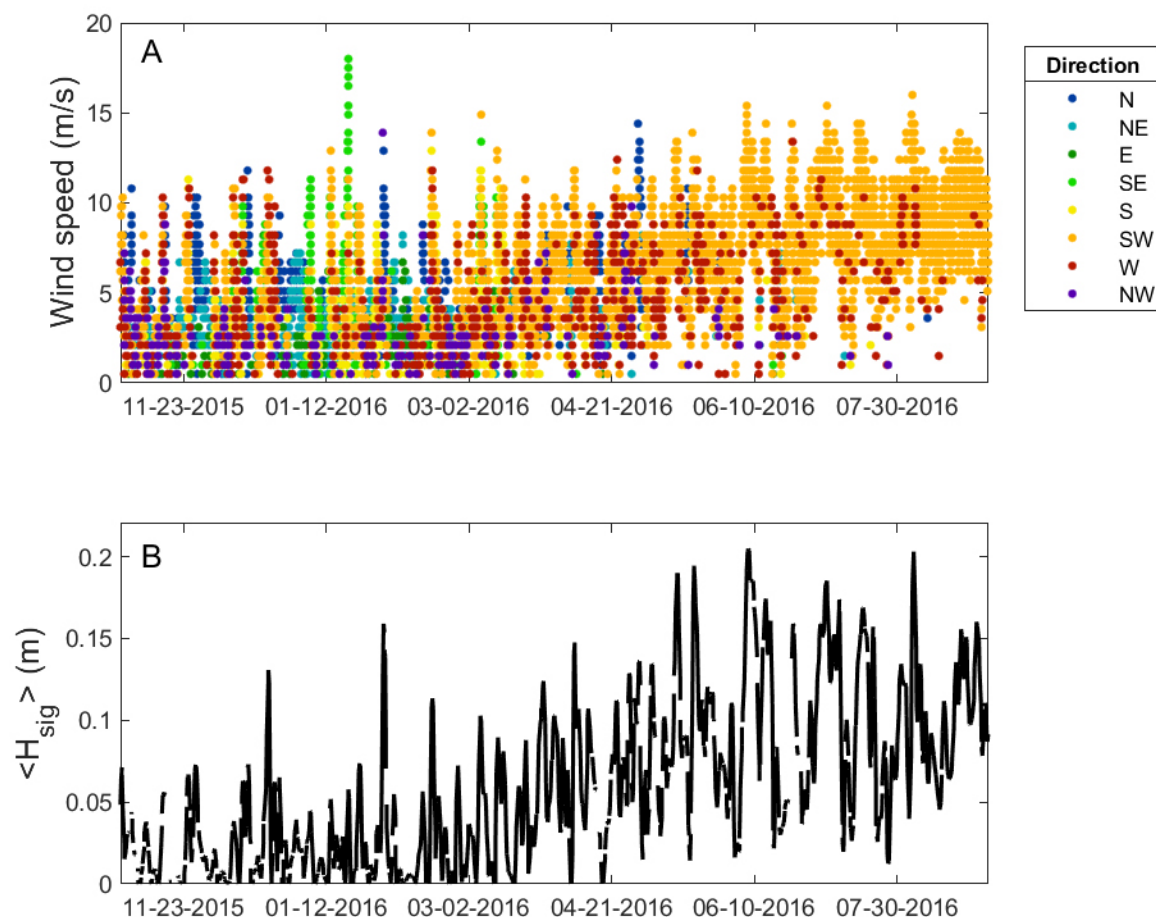 A
20
15
10
5
0
Wind speed (m/s)
11-23-2015 01-12-2016 03-02-2016 04-21-2016 06-10-2016 07-30-2016
Direction
N
NE
E
SE
S
SW
W
NW
B
0.2
0.15
0.1
0.05
0
<H_sig> (m)
11-23-2015 01-12-2016 03-02-2016 04-21-2016 06-10-2016 07-30-2016